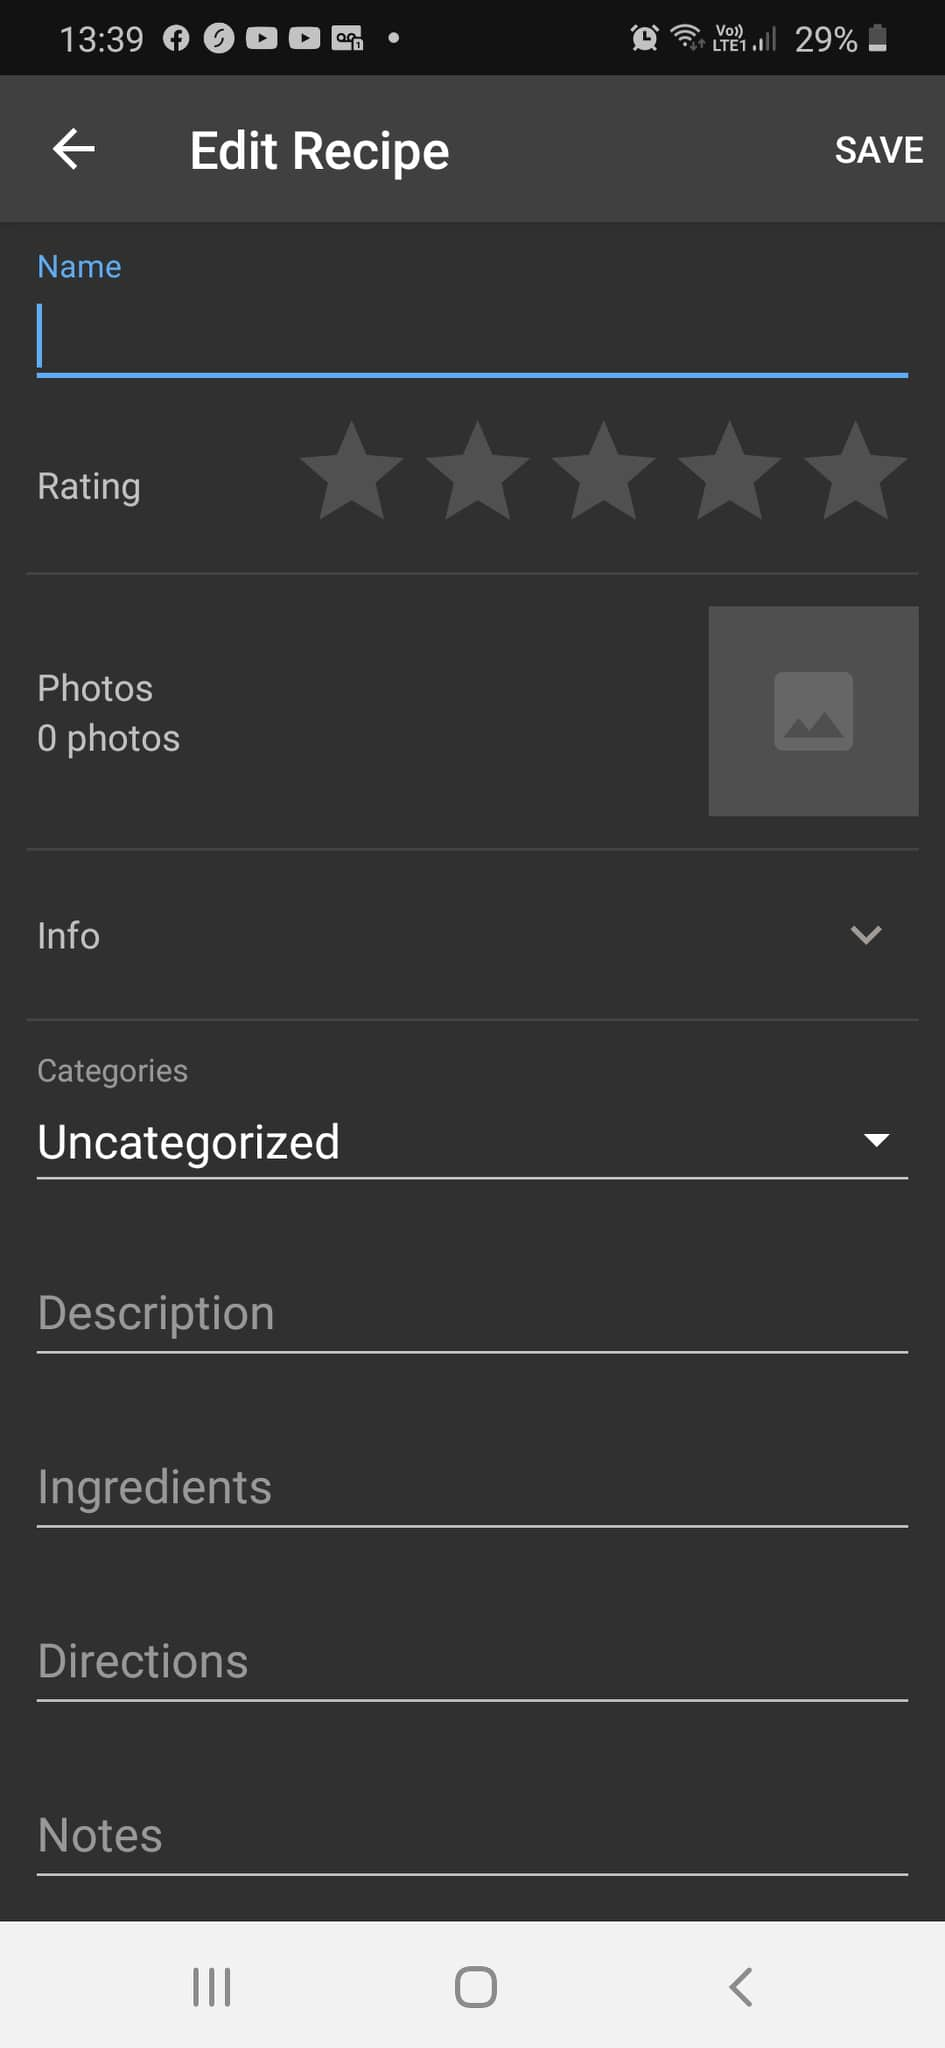 13:39 Vo)) LTE1 29%
Edit Recipe SAVE
Name
Rating
Photos
0 photos
Info
Categories
Uncategorized
Description
Ingredients
Directions
Notes